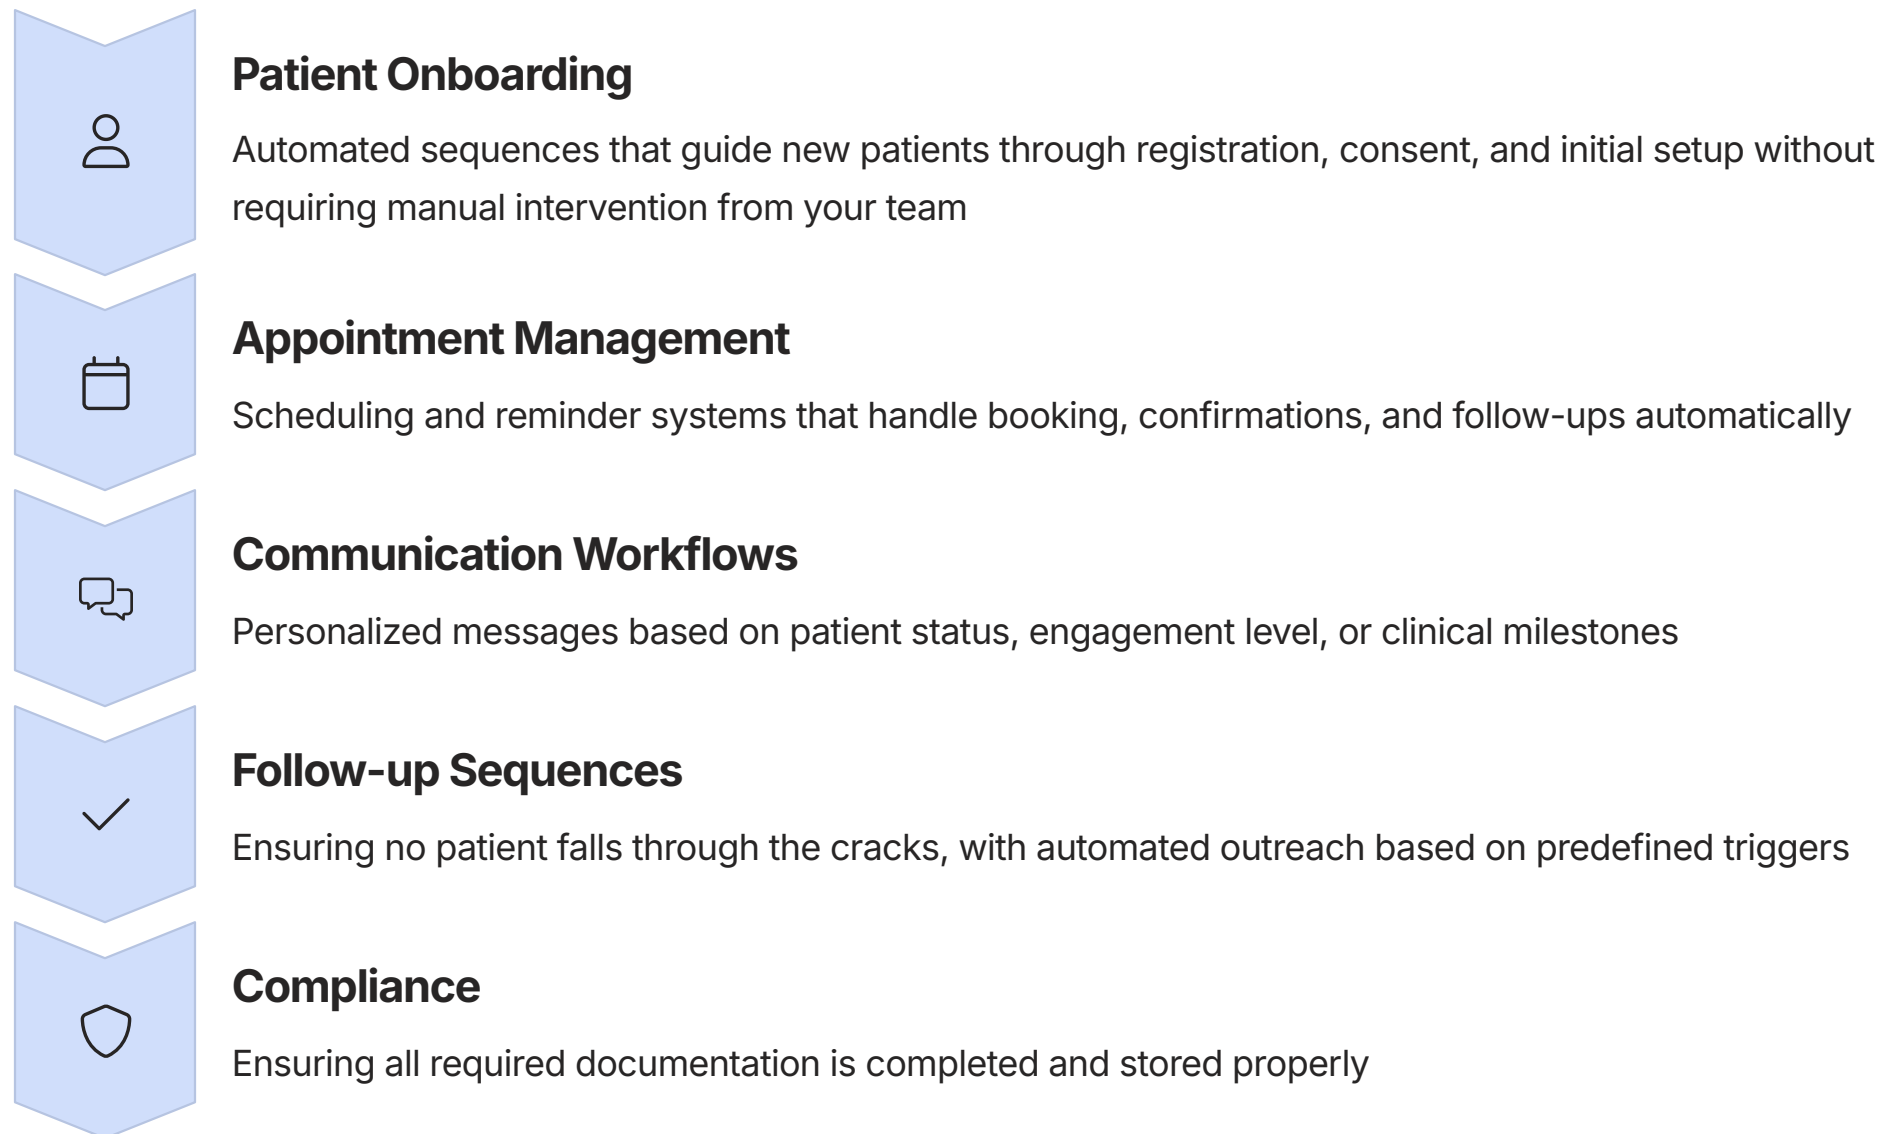 Patient Onboarding
Automated sequences that guide new patients through registration, consent, and initial setup without
requiring manual intervention from your team
Appointment Management
Scheduling and reminder systems that handle booking, confirmations, and follow-ups automatically
Communication Workflows
Personalized messages based on patient status, engagement level, or clinical milestones
Follow-up Sequences
Ensuring no patient falls through the cracks, with automated outreach based on predefined triggers
Compliance
Ensuring all required documentation is completed and stored properly